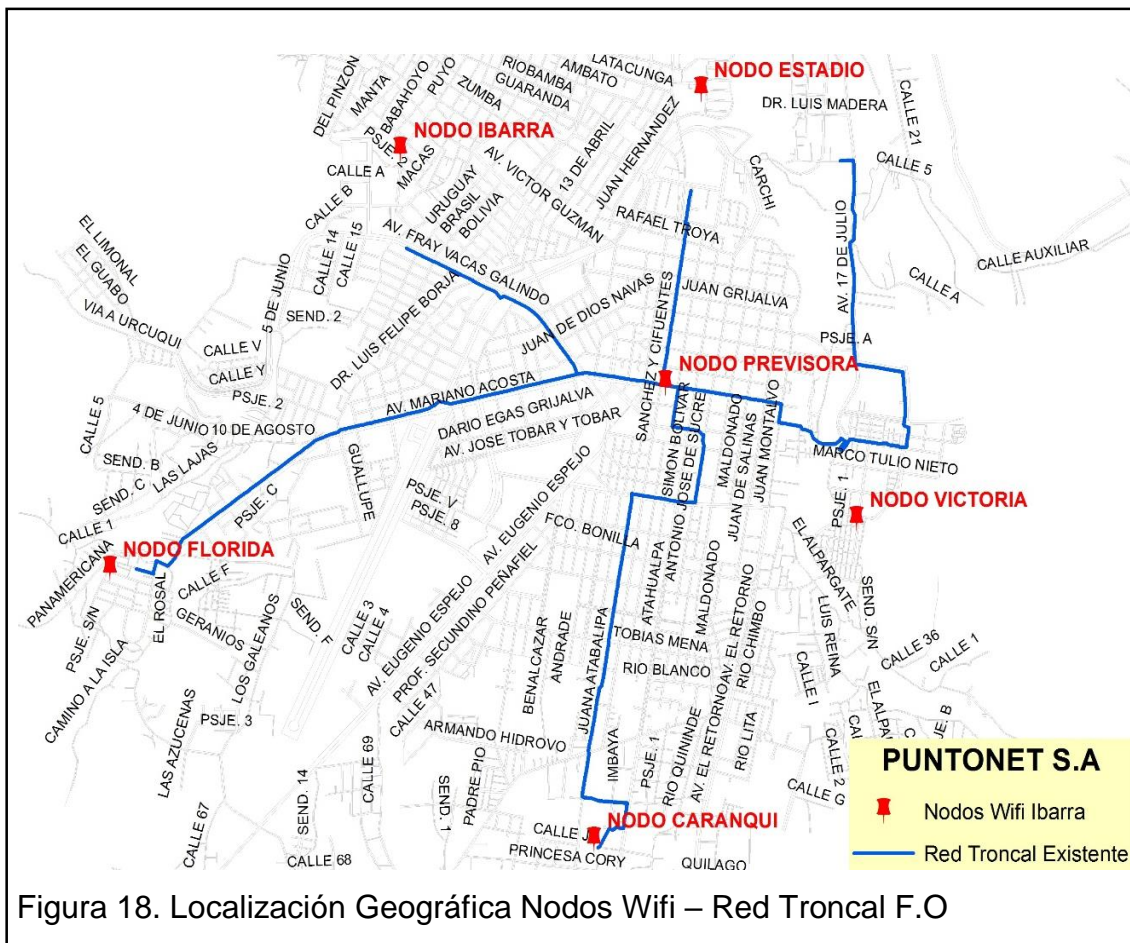 LATACUNGA
NODO ESTADIO
RIOBAMBA
AMBATO
GUARANDA
DEL PINZON
MANTA
BABAHOYO
PUYO
ZUMBA
DR. LUIS MADERA
CALLE 21
NODO IBARRA
PSJE. 2
MACAS
13 DE ABRIL
JUAN HERNANDEZ
CALLE A
AV. VICTOR GUZMAN
CARCHI
CALLE 5
CALLE B
URUGUAY
BRASIL
BOLIVIA
RAFAEL TROYA
AV. 17 DE JULIO
EL LIMONAL
EL GUABO
CALLE 14
CALLE 15
AV. FRAY VACAS GALINDO
CALLE AUXILIAR
CALLE A
VIA A URCUQUI
5 DE JUNIO
SEND. 2
DR. LUIS FELIPE BORJA
JUAN DE DIOS NAVAS
SANCHEZ Y CIFUENTES
JUAN GRIJALVA
CALLE V
CALLE Y
PSJE. A
PSJE. 2
NODO PREVISORA
AV. MARIANO ACOSTA
CALLE 5
4 DE JUNIO
10 DE AGOSTO
DARIO EGAS GRIJALVA
AV. JOSE TOBAR Y TOBAR
SIMON BOLIVAR
ANTONIO JOSE DE SUCRE
MALDONADO
JUAN DE SALINAS
JUAN MONTALVO
SEND. B
LAS LAJAS
SEND. C
GUALLUPE
MARCO TULIO NIETO
PSJE. C
PSJE. V
PSJE. 8
AV. EUGENIO ESPEJO
PSJE. 1
NODO VICTORIA
CALLE 1
FCO. BONILLA
NODO FLORIDA
PANAMERICANA
CALLE F
EL ROSAL
GERANIOS
ATAHUALPA
MALDONADO
EL ALPARGATE
PSJE. S/N
SEND. F
CALLE 3
CALLE 4
AV. EUGENIO ESPEJO
PROF. SECUNDINO PEÑAFIEL
BENALCAZAR
ANDRADE
JUANA ATABALIPA
TOBIAS MENA
AV. EL RETORNO
RIO CHIMBO
LUIS REINA
SEND. S/N
CALLE 36
CALLE 1
CAMINO A LA ISLA
LOS GALEANOS
RIO BLANCO
CALLE I
CALLE 47
LAS AZUCENAS
PSJE. 3
ARMANDO HIDROVO
IMBAYA
PSJE. 1
RIO QUININDE
AV. EL RETORNO
RIO LITA
CALLE 2
CALLE G
SEND. 14
CALLE 69
PADRE PIO
SEND. 1
CALLE 67
CALLE 68
NODO CARANQUI
CALLE J
PRINCESA CORY
QUILAGO
PUNTONET S.A
Nodos Wifi Ibarra
Red Troncal Existente
Figura 18. Localización Geográfica Nodos Wifi – Red Troncal F.O